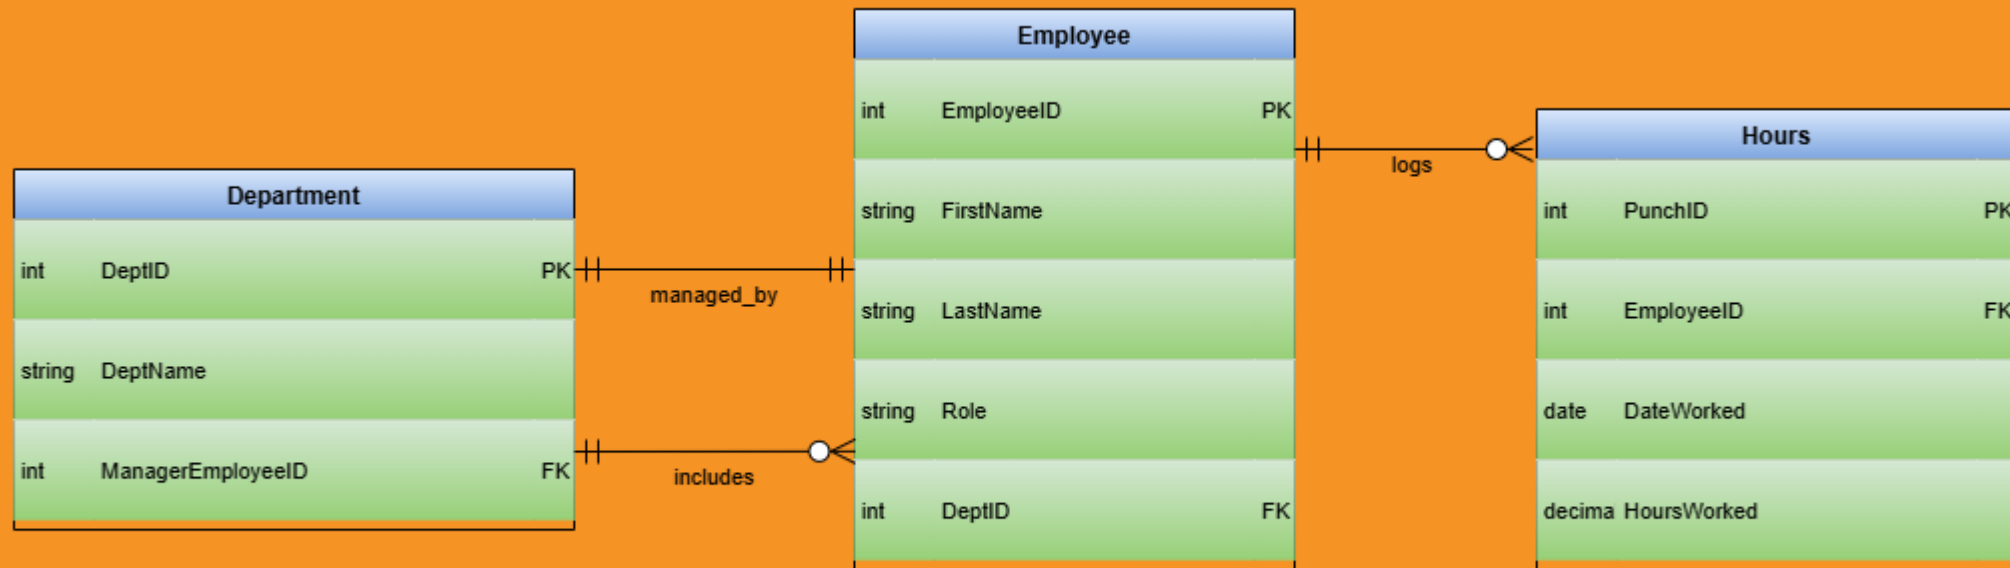 Department
int DeptID PK
string DeptName
int ManagerEmployeeID FK
managed_by
includes
Employee
int EmployeeID PK
string FirstName
string LastName
string Role
int DeptID FK
logs
Hours
int PunchID PK
int EmployeeID FK
date DateWorked
decima HoursWorked